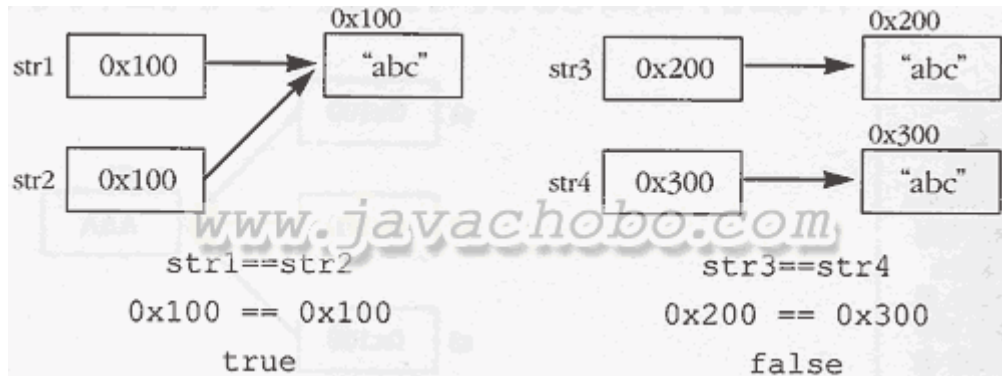 0x100
str1 0x100 “abc”
str2 0x100
0x200
str3 0x200 “abc”
0x300
str4 0x300 “abc”
www.javachobo.com
str1==str2
0x100 == 0x100
true
str3==str4
0x200 == 0x300
false